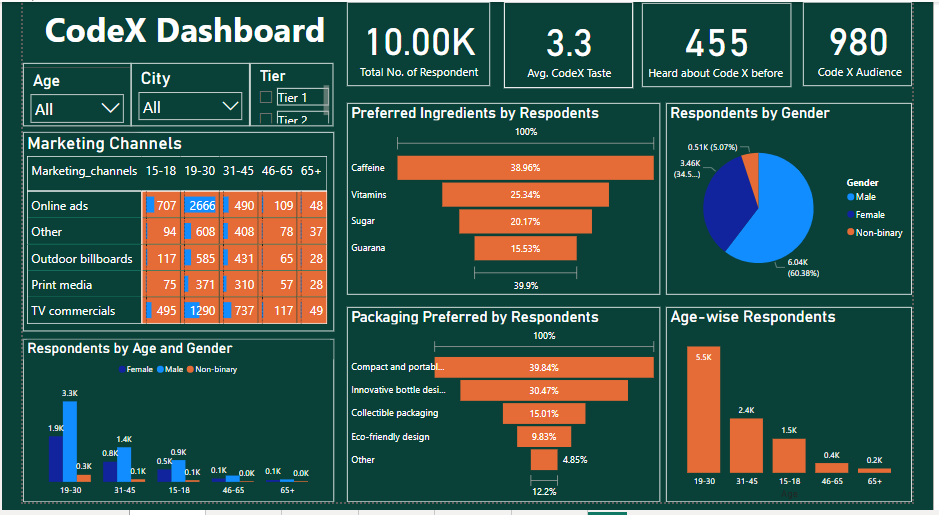 CodeX Dashboard
10.00K
Total No. of Respondent
3.3
Avg. CodeX Taste
455
Heard about Code X before
980
Code X Audience
Age
All
City
All
Tier
Tier 1
Tier 2
Marketing Channels
Marketing_channels 15-18 19-30 31-45 46-65 65+
Online ads 707 2666 490 109 48
Other 94 608 408 78 37
Outdoor billboards 117 585 431 65 28
Print media 75 371 310 57 28
TV commercials 495 1290 737 117 49
Preferred Ingredients by Respodents
100%
Caffeine 38.96%
Vitamins 25.34%
Sugar 20.17%
Guarana 15.53%
39.9%
Respondents by Gender
0.51K (5.07%)
3.46K
(34.5...)
6.04K
(60.38%)
Gender
Male
Female
Non-binary
Respondents by Age and Gender
Female Male Non-binary
1.9K 3.3K 0.3K
0.8K 1.4K 0.1K
0.5K 0.9K 0.1K
0.1K 0.0K
0.1K 0.0K
19-30 31-45 15-18 46-65 65+
Packaging Preferred by Respondents
100%
Compact and portabl... 39.84%
Innovative bottle desi... 30.47%
Collectible packaging 15.01%
Eco-friendly design 9.83%
Other 4.85%
12.2%
Age-wise Respondents
5.5K
2.4K
1.5K
0.4K
0.2K
19-30 31-45 15-18 46-65 65+